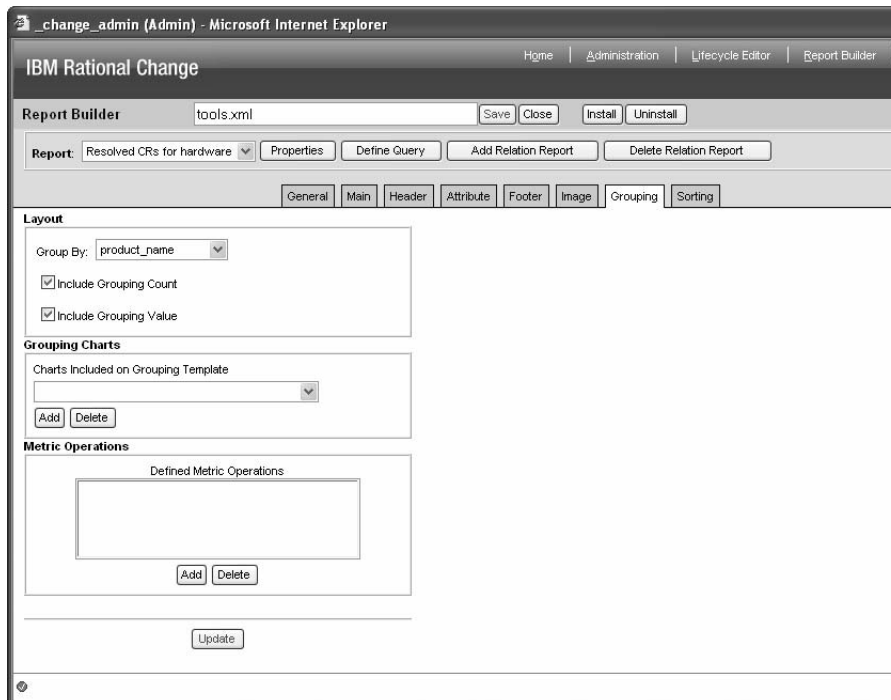 _change_admin (Admin) - Microsoft Internet Explorer
Home | Administration | Lifecycle Editor | Report Builder
IBM Rational Change
Report Builder tools.xml Save Close Install Uninstall
Report: Resolved CRs for hardware Properties Define Query Add Relation Report Delete Relation Report
General Main Header Attribute Footer Image Grouping Sorting
Layout
Group By: product_name
Include Grouping Count
Include Grouping Value
Grouping Charts
Charts Included on Grouping Template
Add Delete
Metric Operations
Defined Metric Operations
Add Delete
Update